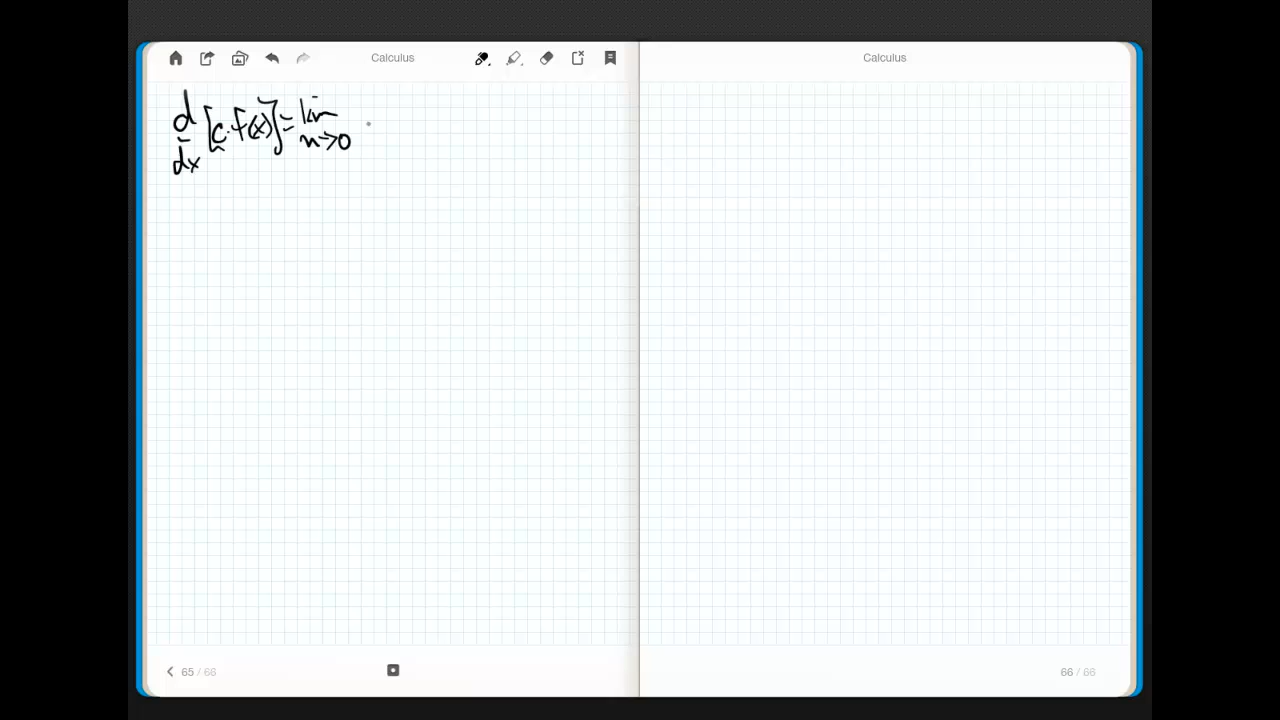 Calculus
Calculus
d/dx [c·f(x)] = lim n→0
65 / 66
66 / 66